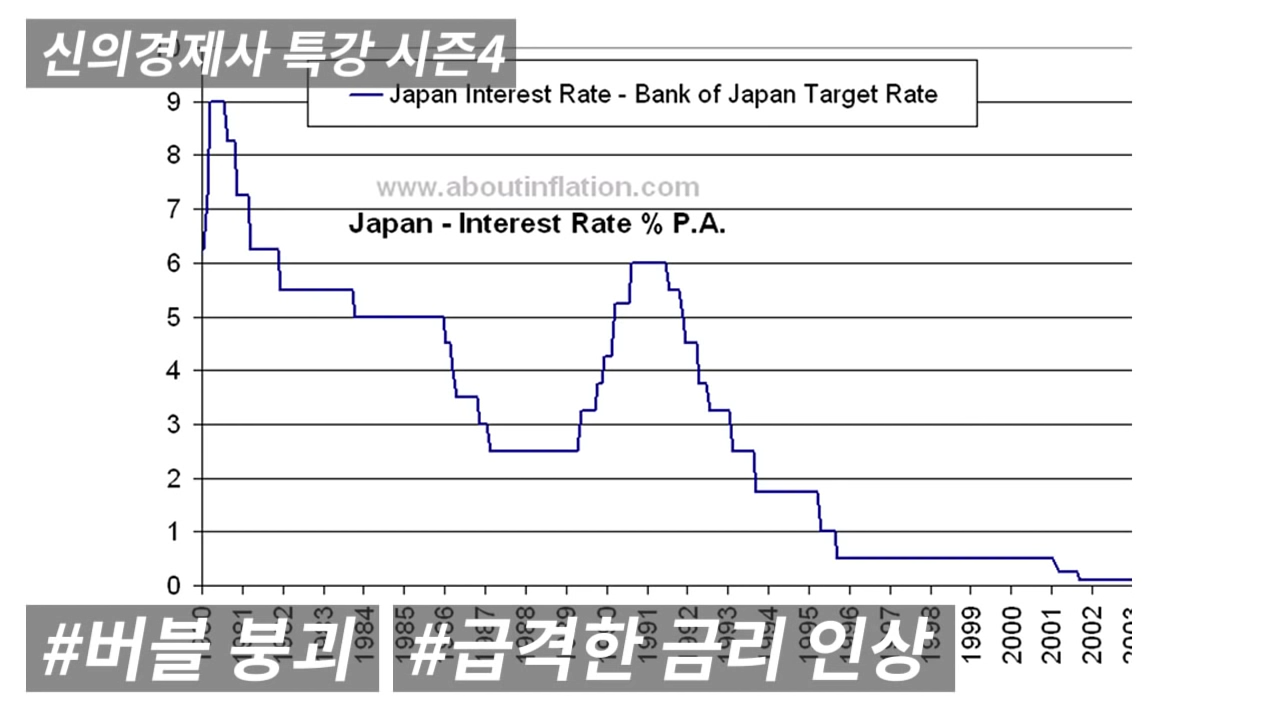 신의경제사 특강 시즌4
Japan Interest Rate - Bank of Japan Target Rate
9
8
www.aboutinflation.com
7
Japan - Interest Rate % P.A.
6
5
4
3
2
1
0
1984 1985 1999 2000 2001 2002
#버블 붕괴 #급격한 금리 인상